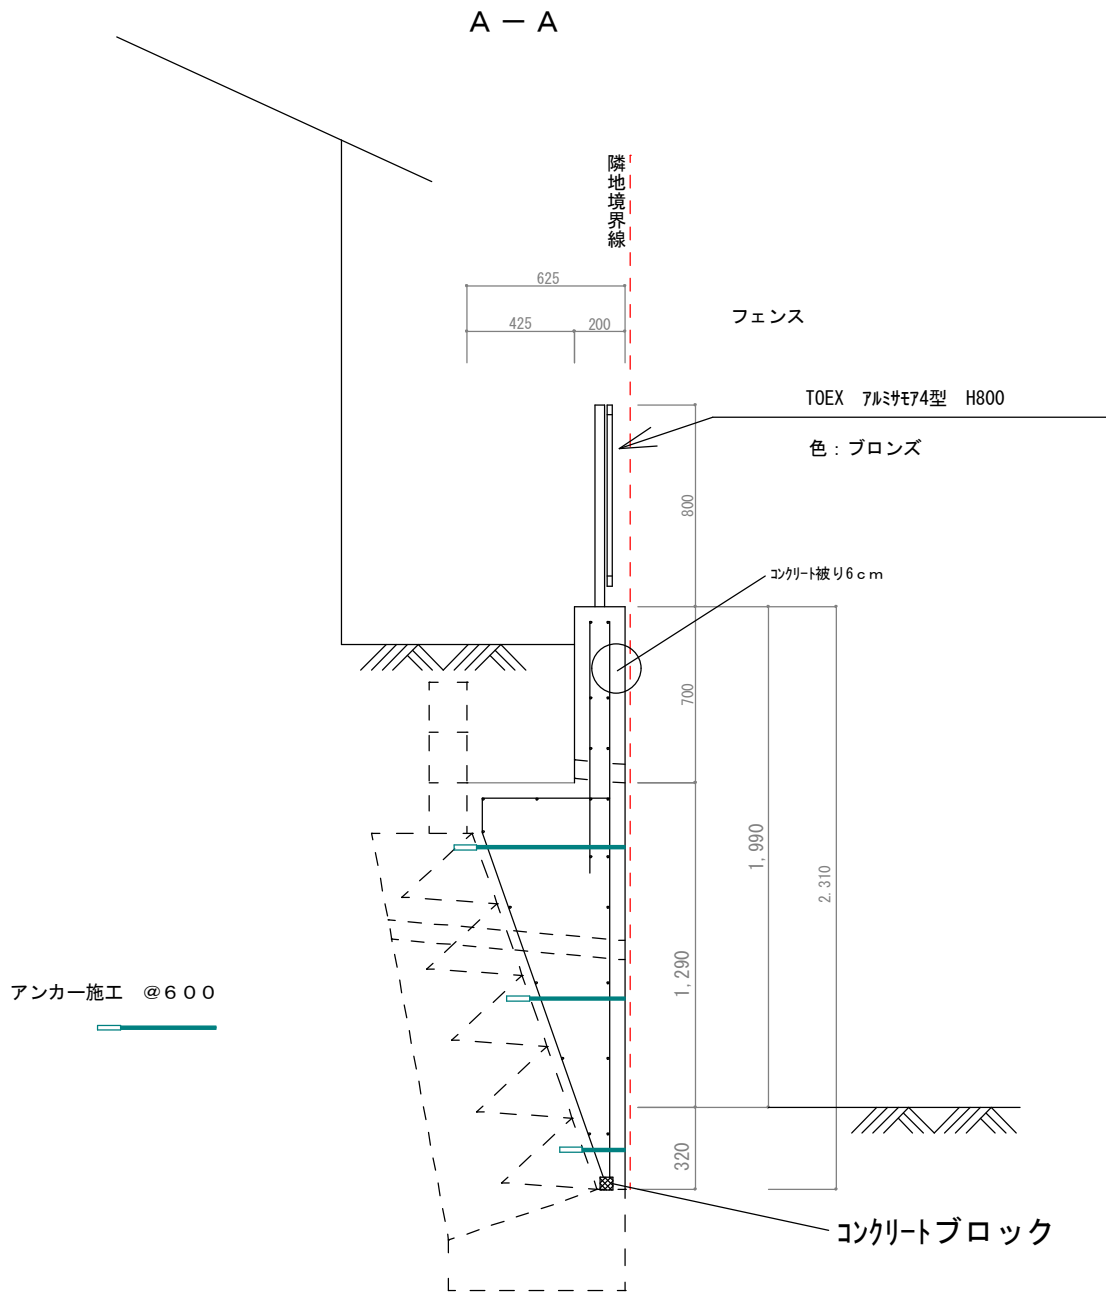 A － A
隣地境界線
625
425
200
フェンス
TOEX ｱﾙﾐｻﾓｱ4型 H800
色：ブロンズ
800
ｺﾝｸﾘｰﾄ被り6ｃｍ
700
1,990
2.310
1,290
アンカー施工 ＠６００
320
ｺﾝｸﾘｰﾄブロック